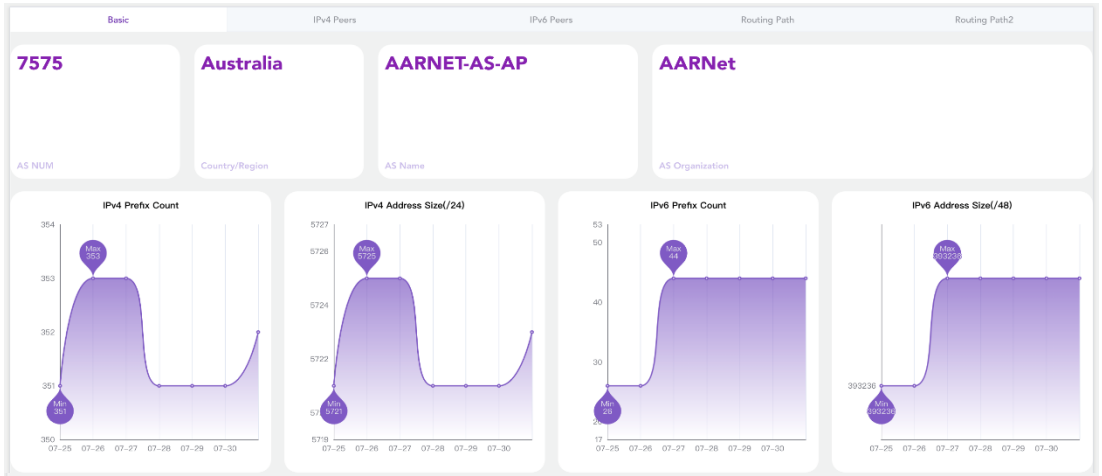 Basic
IPv4 Peers
IPv6 Peers
Routing Path
Routing Path2
7575
AS NUM
Australia
Country/Region
AARNET-AS-AP
AS Name
AARNet
AS Organization
IPv4 Prefix Count
354
353
352
351
350
Max
353
Min
351
07-25 07-26 07-27 07-28 07-29 07-30
IPv4 Address Size(/24)
5727
5726
5724
5722
5719
Max
5725
Min
5721
07-25 07-26 07-27 07-28 07-29 07-30
IPv6 Prefix Count
53
50
40
30
17
Max
44
Min
26
07-25 07-26 07-27 07-28 07-29 07-30
IPv6 Address Size(/48)
393236
Max
393238
Min
393236
07-25 07-26 07-27 07-28 07-29 07-30